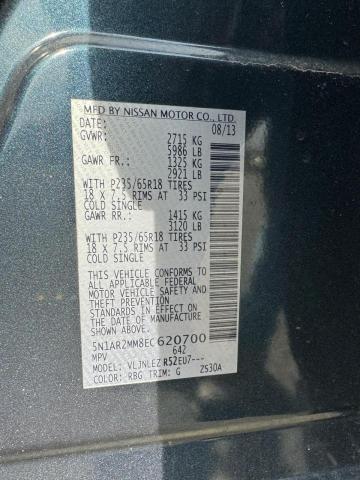 MFD BY NISSAN MOTOR CO., LTD.
DATE: 08/13
GVWR: 2715 KG
5986 LB
GAWR FR.: 1325 KG
2921 LB
WITH P235/65R18 TIRES
18 X 7.5 RIMS AT 33 PSI
COLD SINGLE
GAWR RR.: 1415 KG
3120 LB
WITH P235/65R18 TIRES
18 X 7.5 RIMS AT 33 PSI
COLD SINGLE
THIS VEHICLE CONFORMS TO
ALL APPLICABLE FEDERAL
MOTOR VEHICLE SAFETY AND
THEFT PREVENTION
STANDARDS IN EFFECT ON THE
DATE OF MANUFACTURE
SHOWN ABOVE.
5N1AR2MM8EC620700
MPV 642
MODEL: VLJNLEZ R52EU7---
COLOR: RBG TRIM: G ZS30A